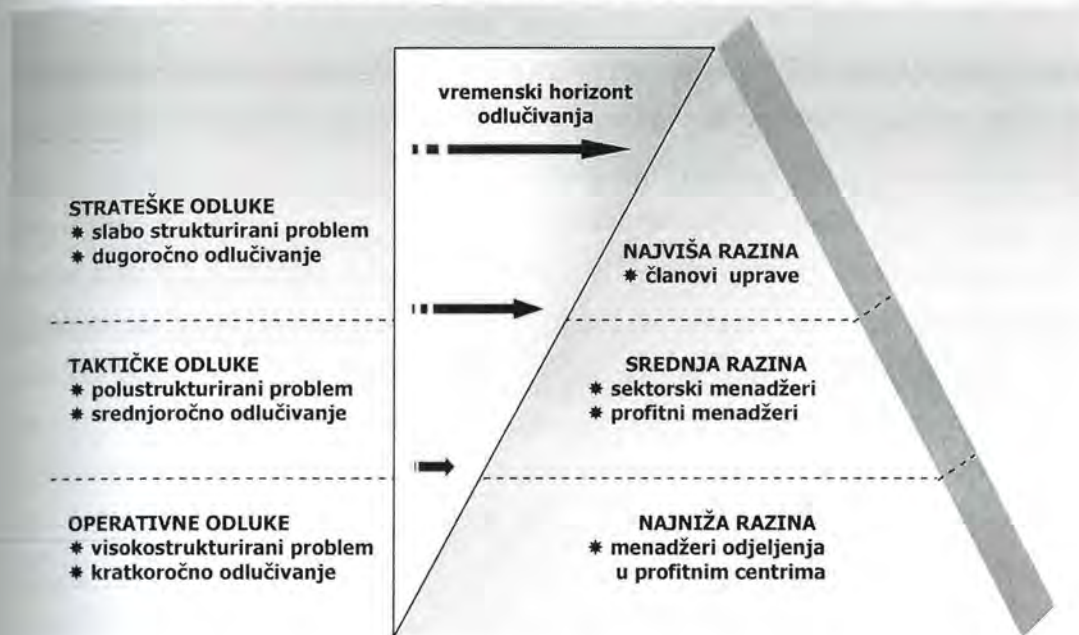 vremenski horizont
odlučivanja
STRATEŠKE ODLUKE
✷ slabo strukturirani problem
✷ dugoročno odlučivanje
NAJVIŠA RAZINA
✷ članovi uprave
TAKTIČKE ODLUKE
✷ polustrukturirani problem
✷ srednjoročno odlučivanje
SREDNJA RAZINA
✷ sektorski menadžeri
✷ profitni menadžeri
OPERATIVNE ODLUKE
✷ visokostrukturirani problem
✷ kratkoročno odlučivanje
NAJNIŽA RAZINA
✷ menadžeri odjeljenja
u profitnim centrima